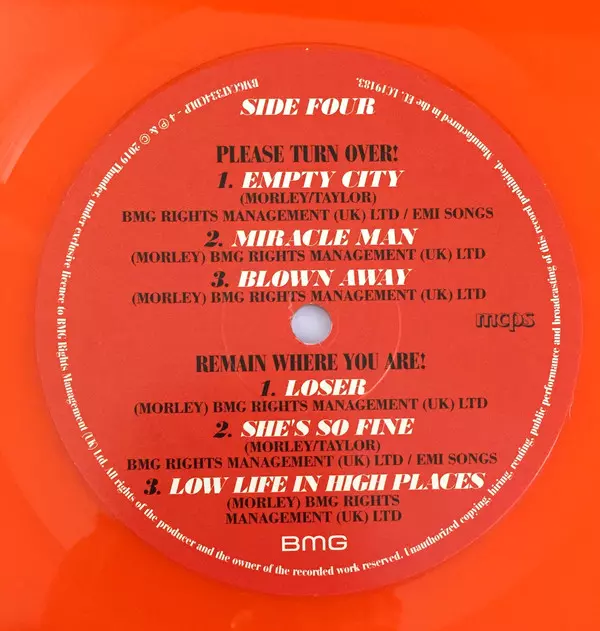 SIDE FOUR
PLEASE TURN OVER!
1. EMPTY CITY
(MORLEY/TAYLOR)
BMG RIGHTS MANAGEMENT (UK) LTD / EMI SONGS
2. MIRACLE MAN
(MORLEY) BMG RIGHTS MANAGEMENT (UK) LTD
3. BLOWN AWAY
(MORLEY) BMG RIGHTS MANAGEMENT (UK) LTD
mcps
REMAIN WHERE YOU ARE!
1. LOSER
(MORLEY) BMG RIGHTS MANAGEMENT (UK) LTD
2. SHE'S SO FINE
(MORLEY/TAYLOR)
BMG RIGHTS MANAGEMENT (UK) LTD / EMI SONGS
3. LOW LIFE IN HIGH PLACES
(MORLEY) BMG RIGHTS
MANAGEMENT (UK) LTD
BMG
BMGCAT334CDLP - 4 ℗ & © 2019 Thunder, under exclusive licence to BMG Rights Management (UK) Ltd. All rights of the producer and the owner of the recorded work reserved. Unauthorized copying, hiring, renting, public performance and broadcasting of this record prohibited. Manufactured in the EU. LC19183.